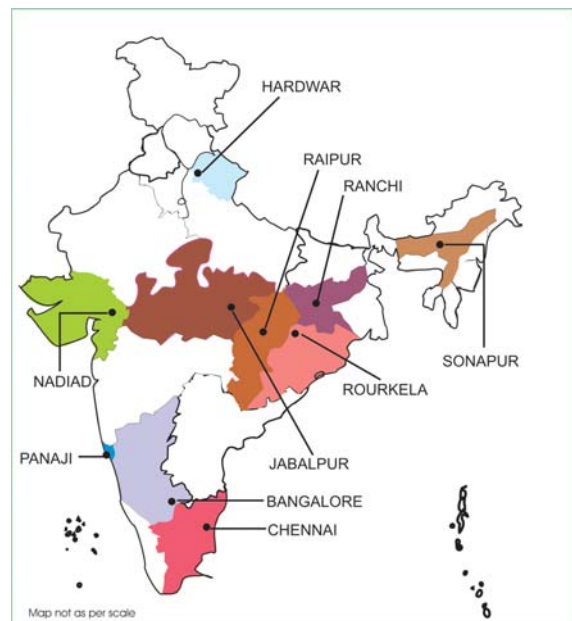 HARDWAR
RAIPUR
RANCHI
SONAPUR
NADIAD
ROURKELA
PANAJI
JABALPUR
BANGALORE
CHENNAI
Map not as per scale